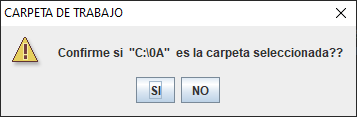 CARPETA DE TRABAJO
Confirme si "C:\0A" es la carpeta seleccionada??
SI NO